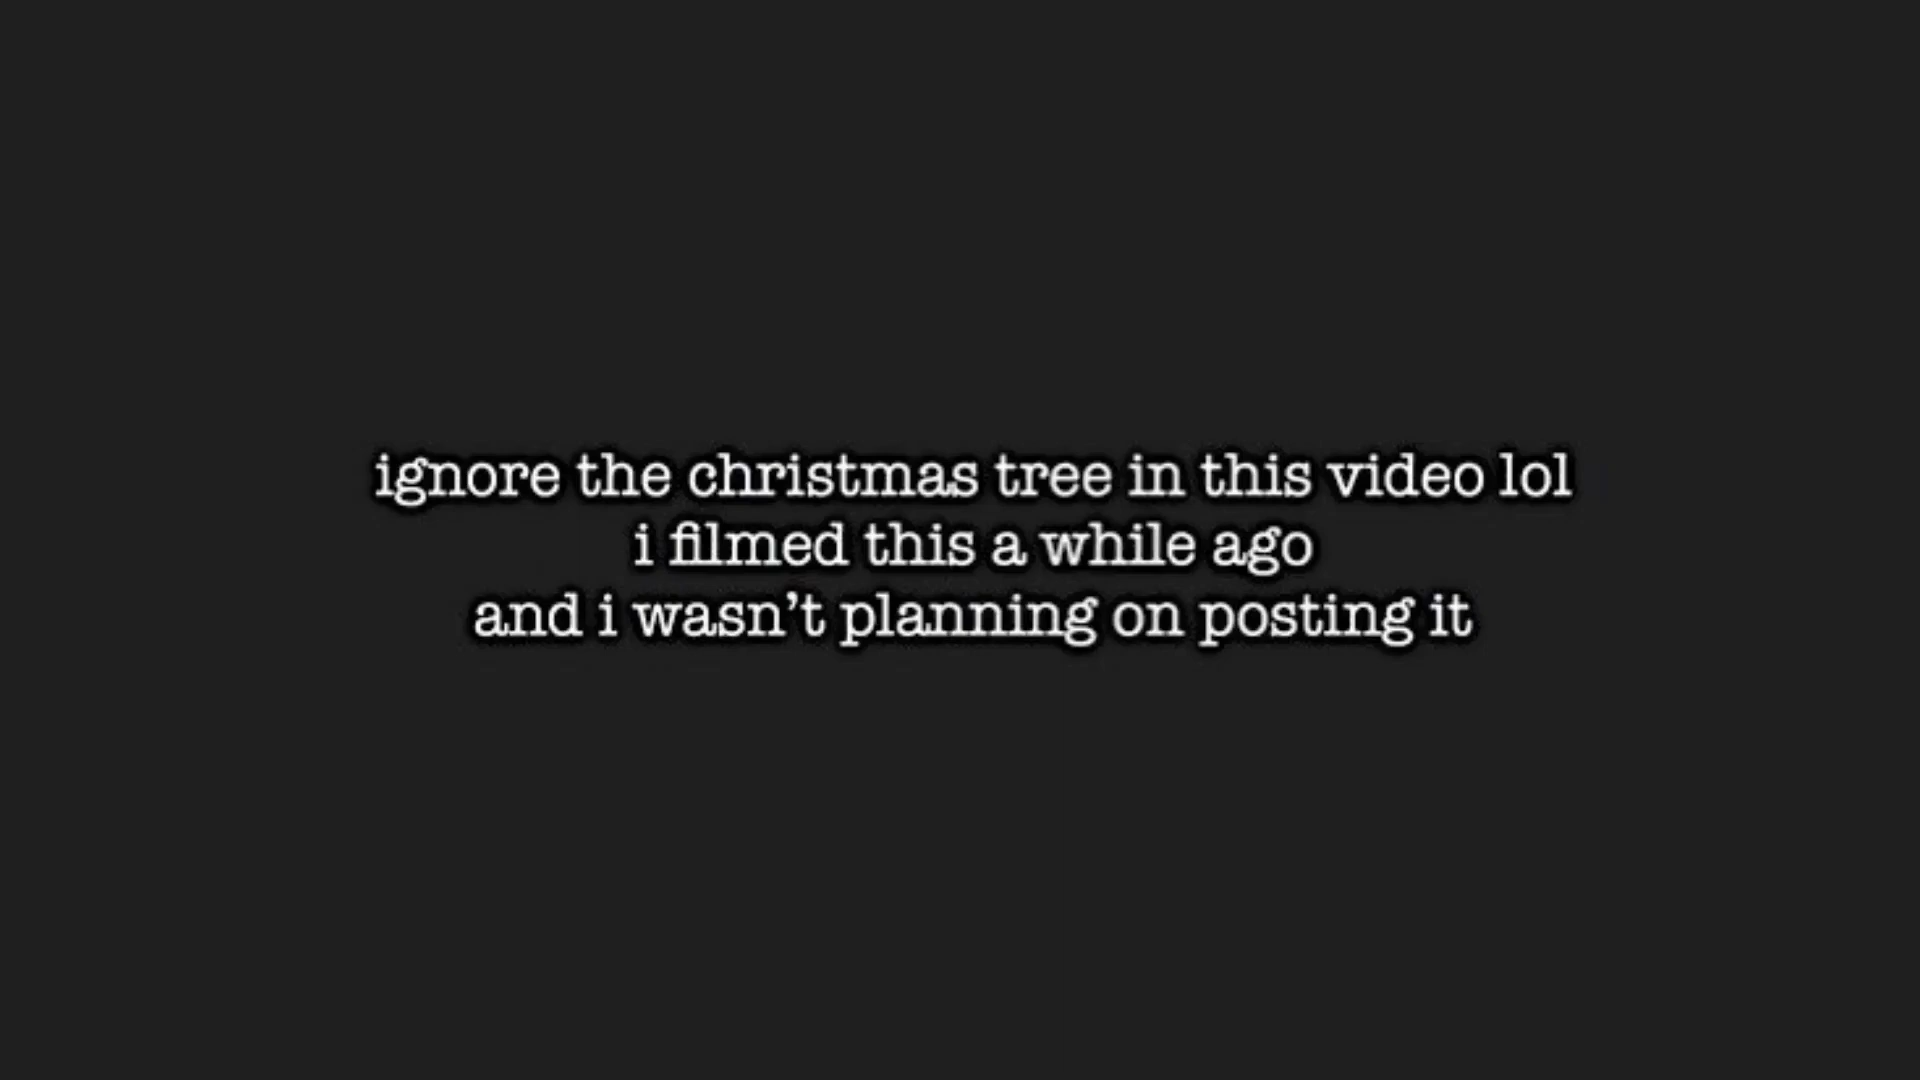 ignore the christmas tree in this video lol
i filmed this a while ago
and i wasn’t planning on posting it